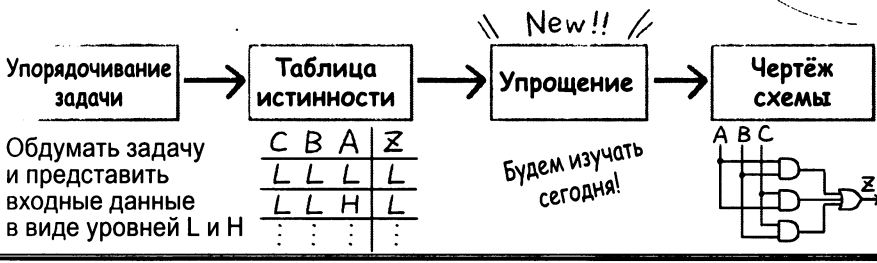 New!!
Упорядочивание
задачи
Таблица
истинности
Упрощение
Чертёж
схемы
Обдумать задачу
и представить
входные данные
в виде уровней L и H
C B A Z
L L L L
L L H L
⋮ ⋮ ⋮ ⋮
Будем изучать
сегодня!
A B C
Z